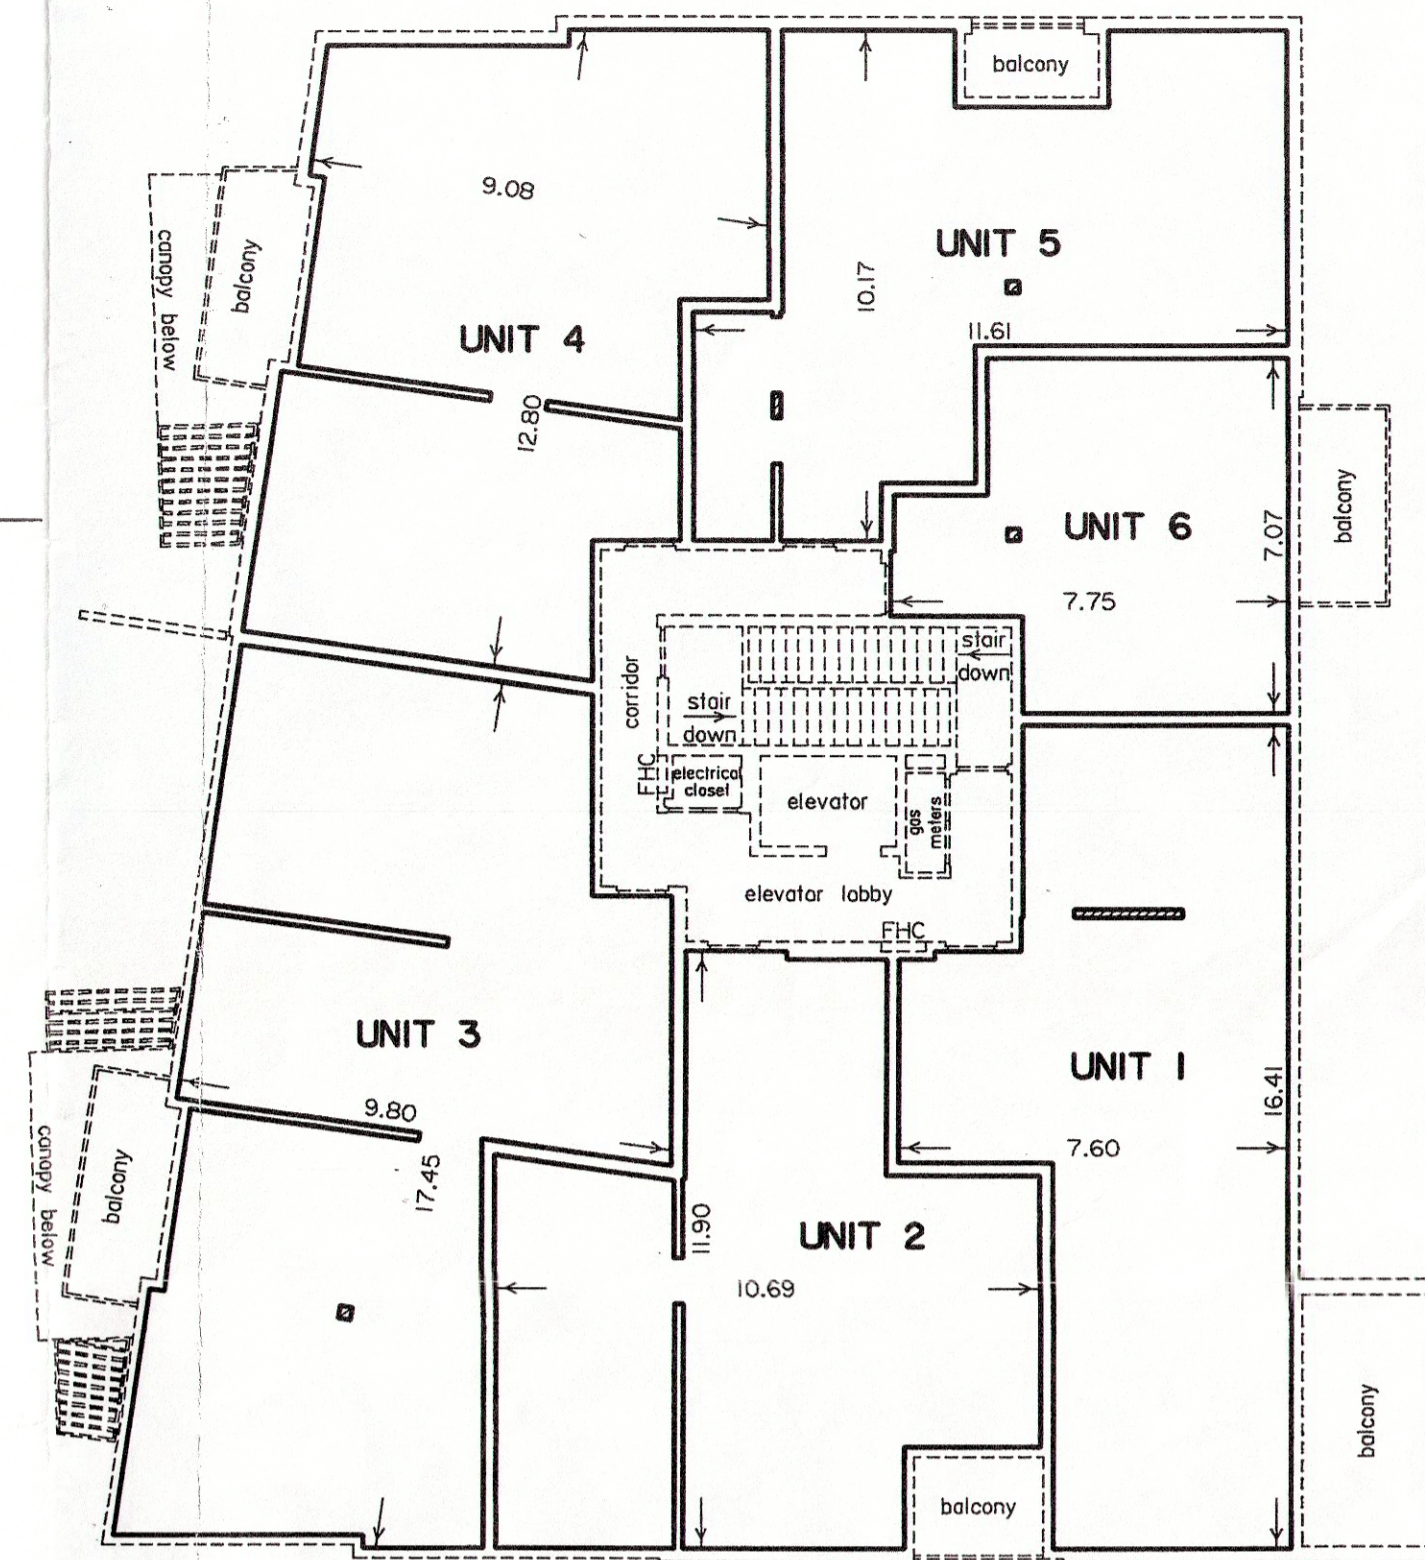 balcony
9.08
UNIT 5
canopy below
balcony
10.17
UNIT 4
11.61
12.80
UNIT 6
7.07
balcony
7.75
corridor
stair
down
stair
down
FHC
electrical
closet
elevator
gas
meters
elevator lobby
FHC
UNIT 3
UNIT 1
16.41
9.80
7.60
canopy below
balcony
17.45
11.90
UNIT 2
10.69
balcony
balcony